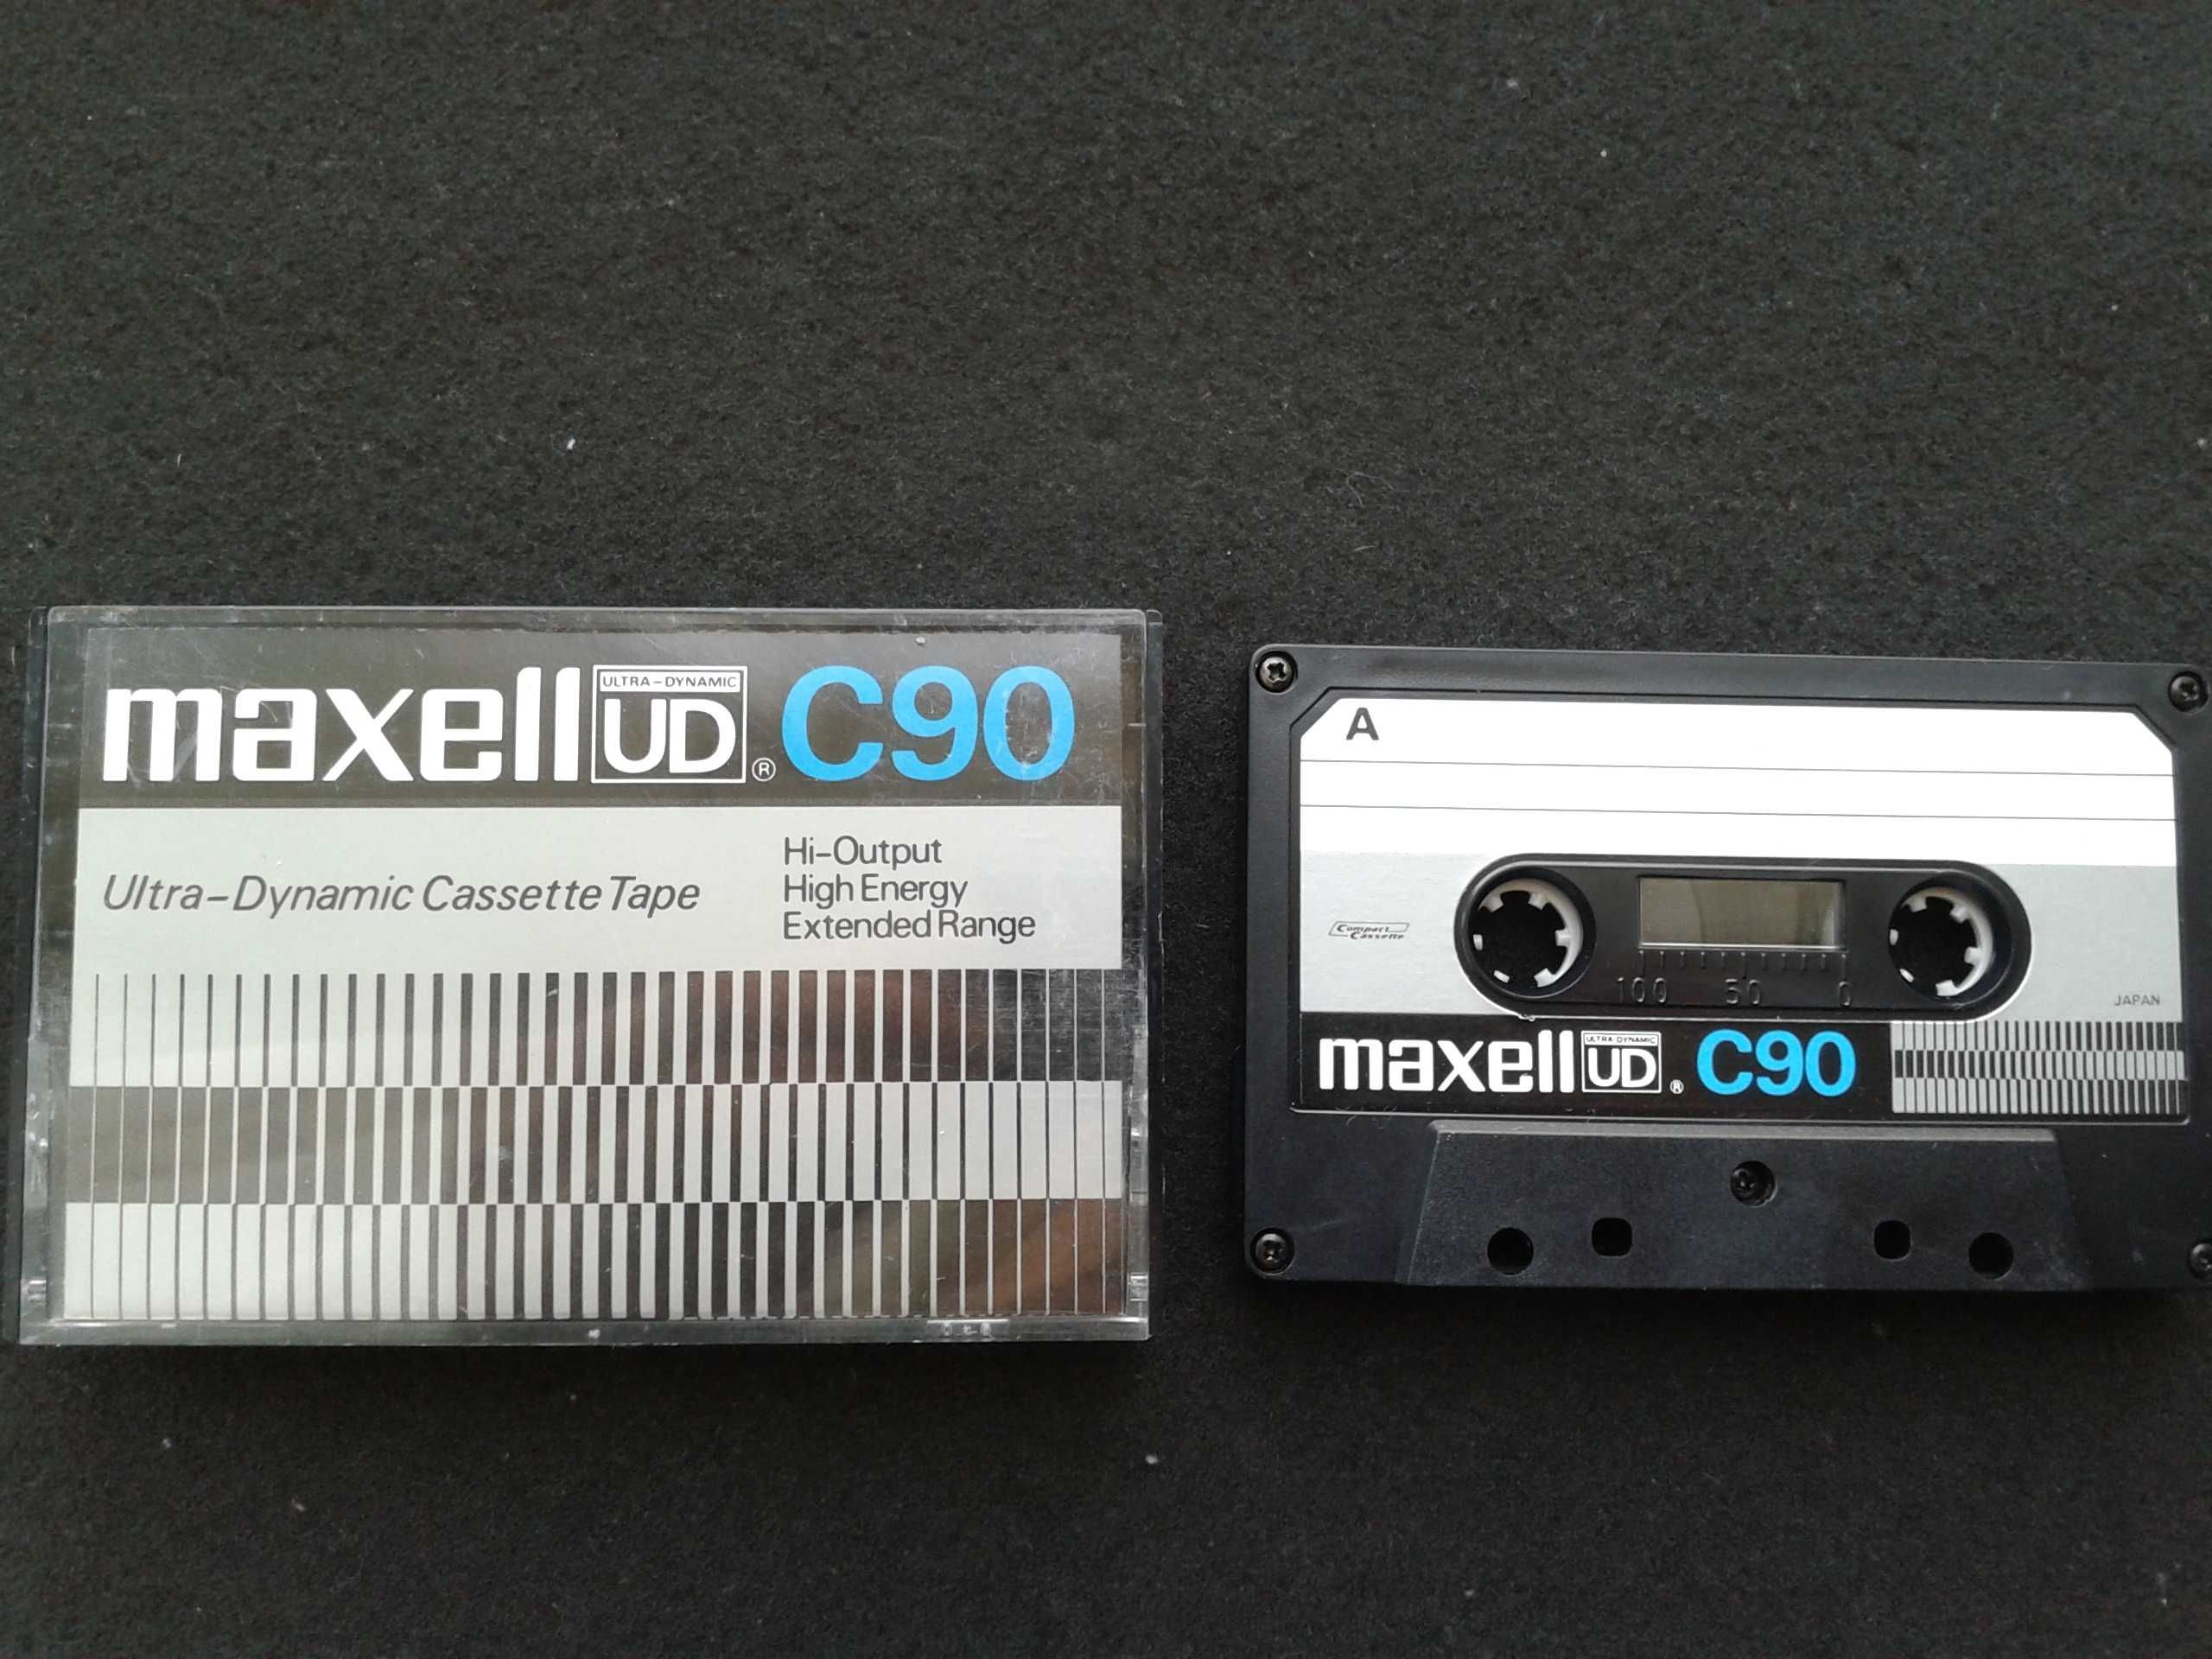 maxell ULTRA-DYNAMIC UD ® C90
Ultra-Dynamic Cassette Tape
Hi-Output
High Energy
Extended Range
A
Compact
Cassette
100 50 0
JAPAN
maxell ULTRA DYNAMIC UD ® C90